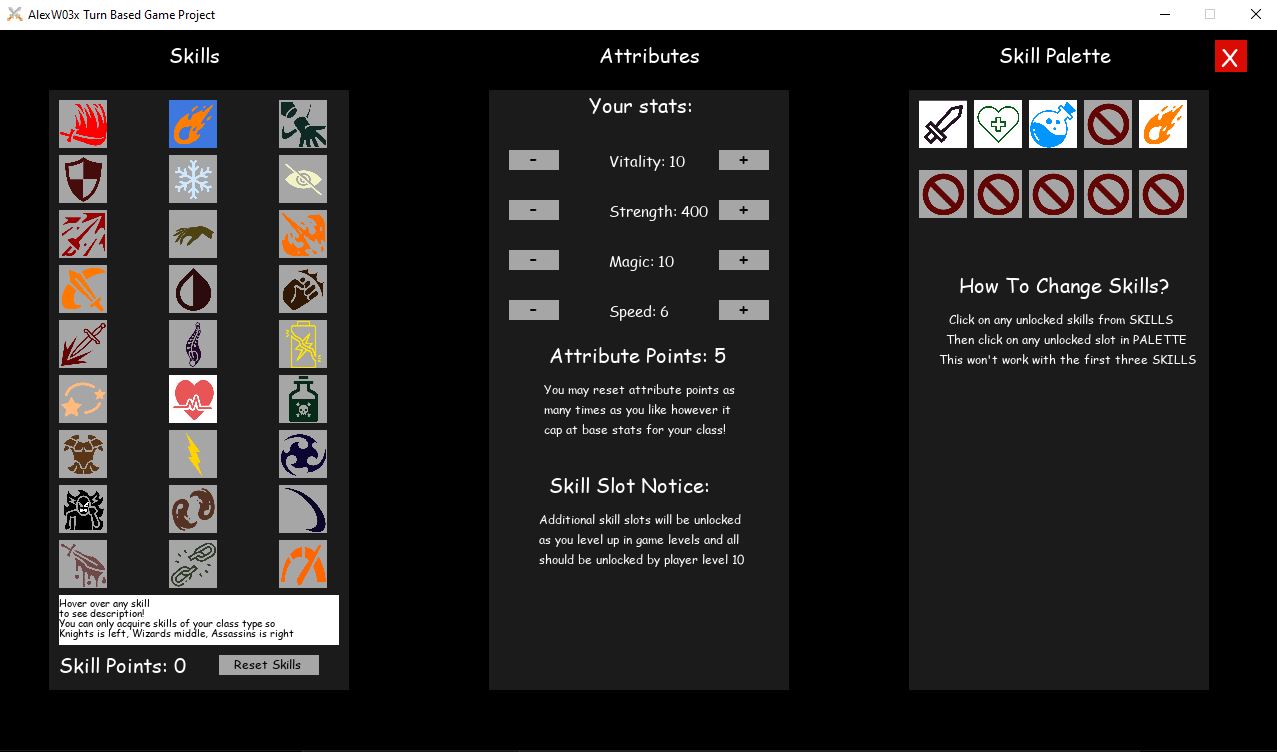 AlexW03x Turn Based Game Project
Skills
Attributes
Skill Palette
X
Your stats:
- Vitality: 10 +
- Strength: 400 +
- Magic: 10 +
- Speed: 6 +
Attribute Points: 5
You may reset attribute points as
many times as you like however it
cap at base stats for your class!
Skill Slot Notice:
Additional skill slots will be unlocked
as you level up in game levels and all
should be unlocked by player level 10
How To Change Skills?
Click on any unlocked skills from SKILLS
Then click on any unlocked slot in PALETTE
This won't work with the first three SKILLS
Hover over any skill
to see description!
You can only acquire skills of your class type so
Knights is left, Wizards middle, Assassins is right
Skill Points: 0
Reset Skills